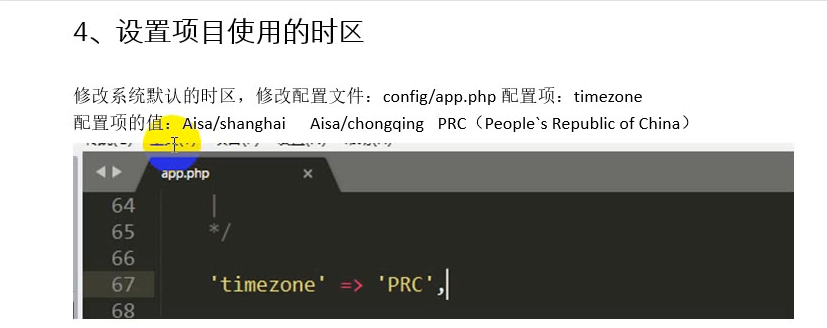 4、设置项目使用的时区
修改系统默认的时区，修改配置文件：config/app.php 配置项：timezone
配置项的值：Aisa/shanghai Aisa/chongqing PRC（People`s Republic of China）
app.php ×
64 |
65 */
66
67 'timezone' => 'PRC',
68